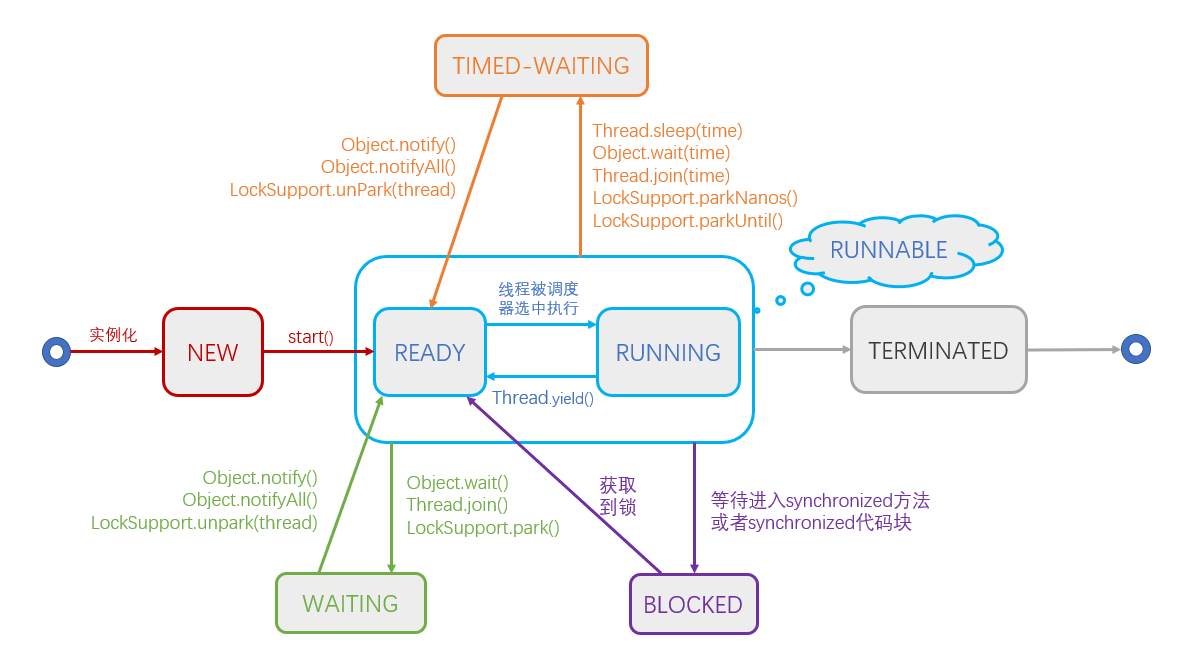 TIMED-WAITING
Object.notify()
Object.notifyAll()
LockSupport.unPark(thread)
Thread.sleep(time)
Object.wait(time)
Thread.join(time)
LockSupport.parkNanos()
LockSupport.parkUntil()
RUNNABLE
线程被调度
器选中执行
实例化
NEW
start()
READY
RUNNING
TERMINATED
Thread.yield()
Object.notify()
Object.notifyAll()
LockSupport.unpark(thread)
Object.wait()
Thread.join()
LockSupport.park()
获取
到锁
等待进入synchronized方法
或者synchronized代码块
WAITING
BLOCKED